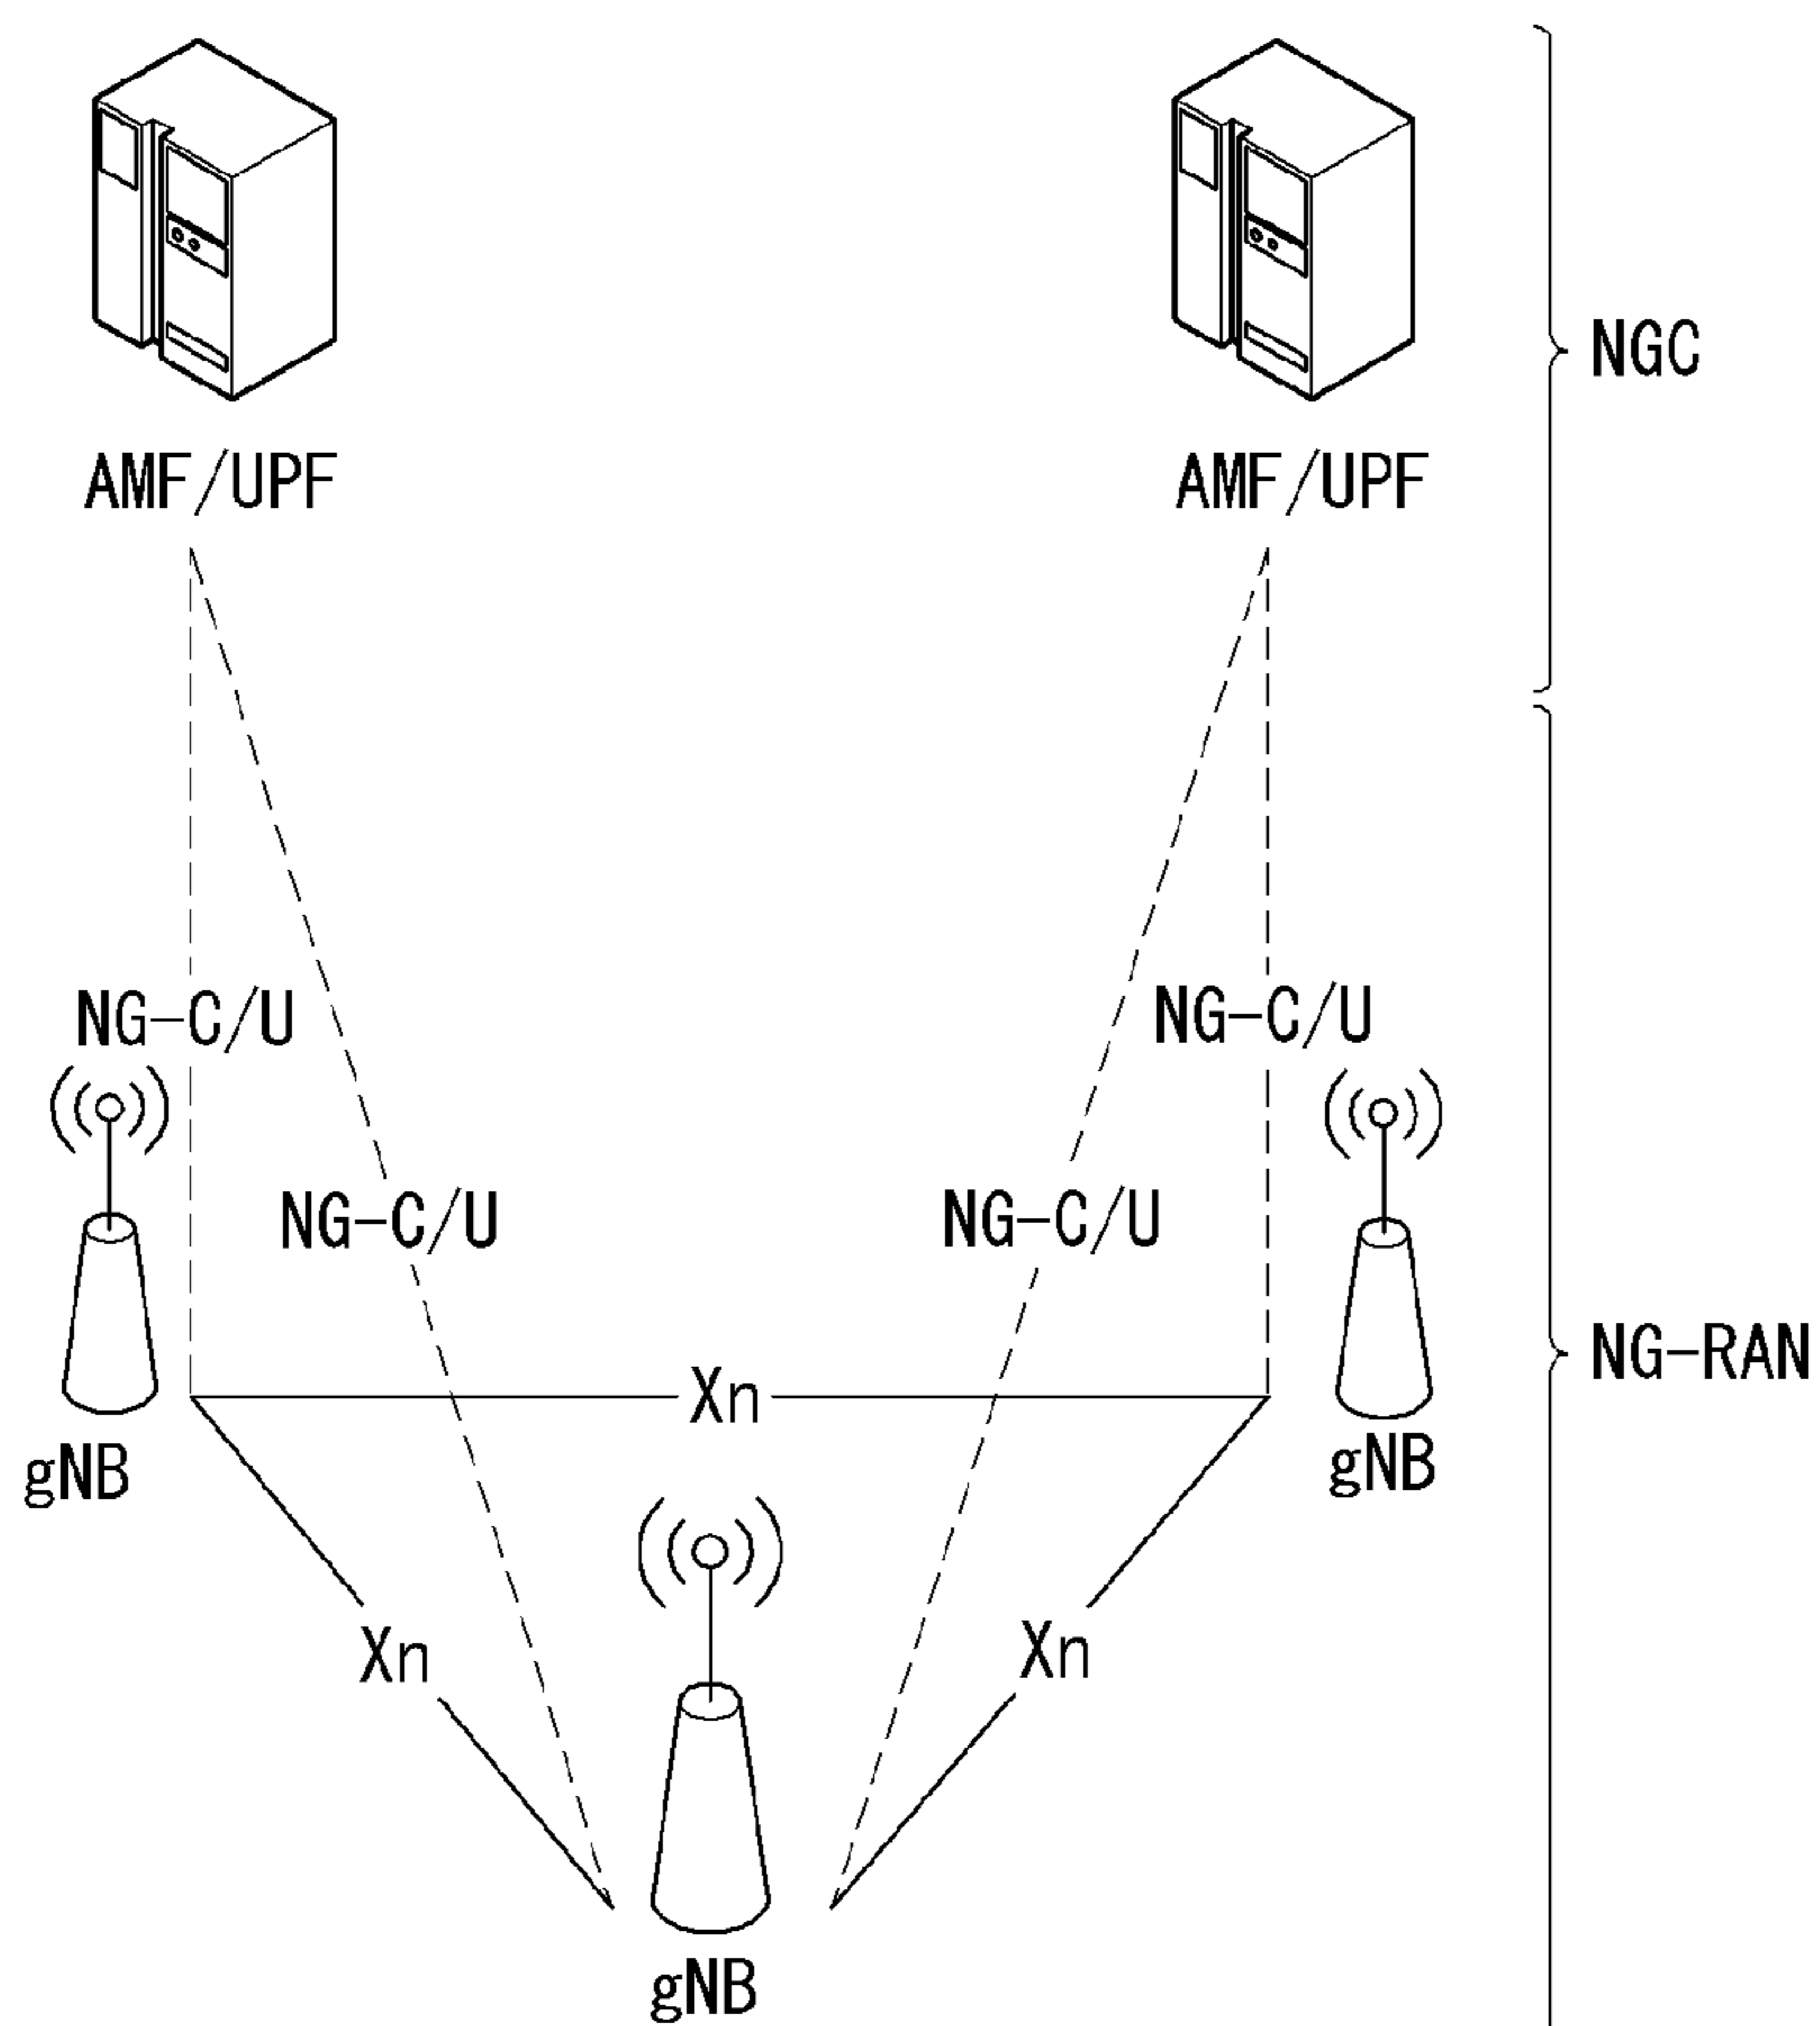 NGC
AMF/UPF
AMF/UPF
NG-C/U
NG-C/U
NG-C/U
NG-C/U
NG-RAN
Xn
gNB
gNB
Xn
Xn
gNB